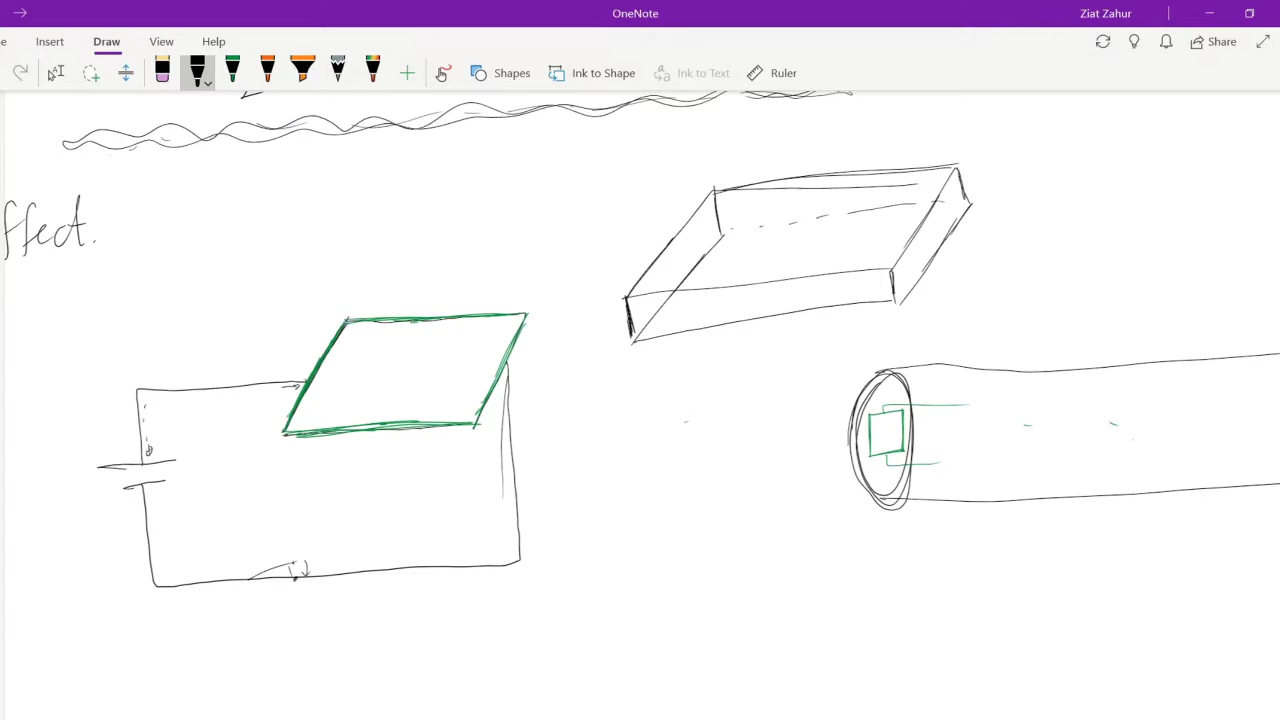 OneNote
Ziat Zahur
Insert Draw View Help
Share
Shapes Ink to Shape Ink to Text Ruler
ffect.